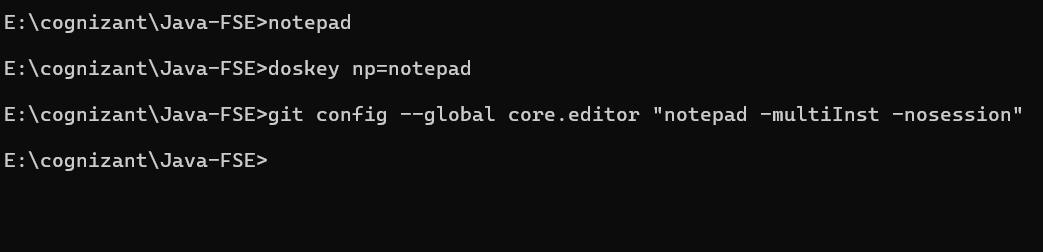 E:\cognizant\Java-FSE>notepad
E:\cognizant\Java-FSE>doskey np=notepad
E:\cognizant\Java-FSE>git config --global core.editor "notepad -multiInst -nosession"
E:\cognizant\Java-FSE>